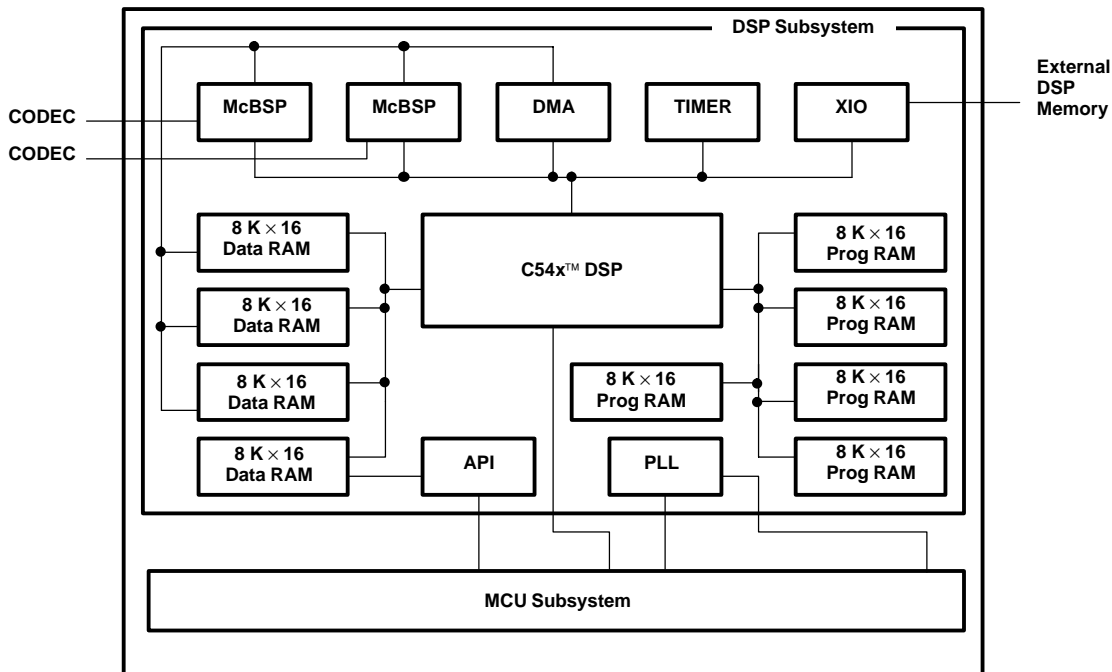 DSP Subsystem
External
DSP
Memory
McBSP
McBSP
DMA
TIMER
XIO
CODEC
CODEC
8 K × 16
Data RAM
C54x™ DSP
8 K × 16
Prog RAM
8 K × 16
Data RAM
8 K × 16
Prog RAM
8 K × 16
Data RAM
8 K × 16
Prog RAM
8 K × 16
Prog RAM
8 K × 16
Data RAM
API
PLL
8 K × 16
Prog RAM
MCU Subsystem